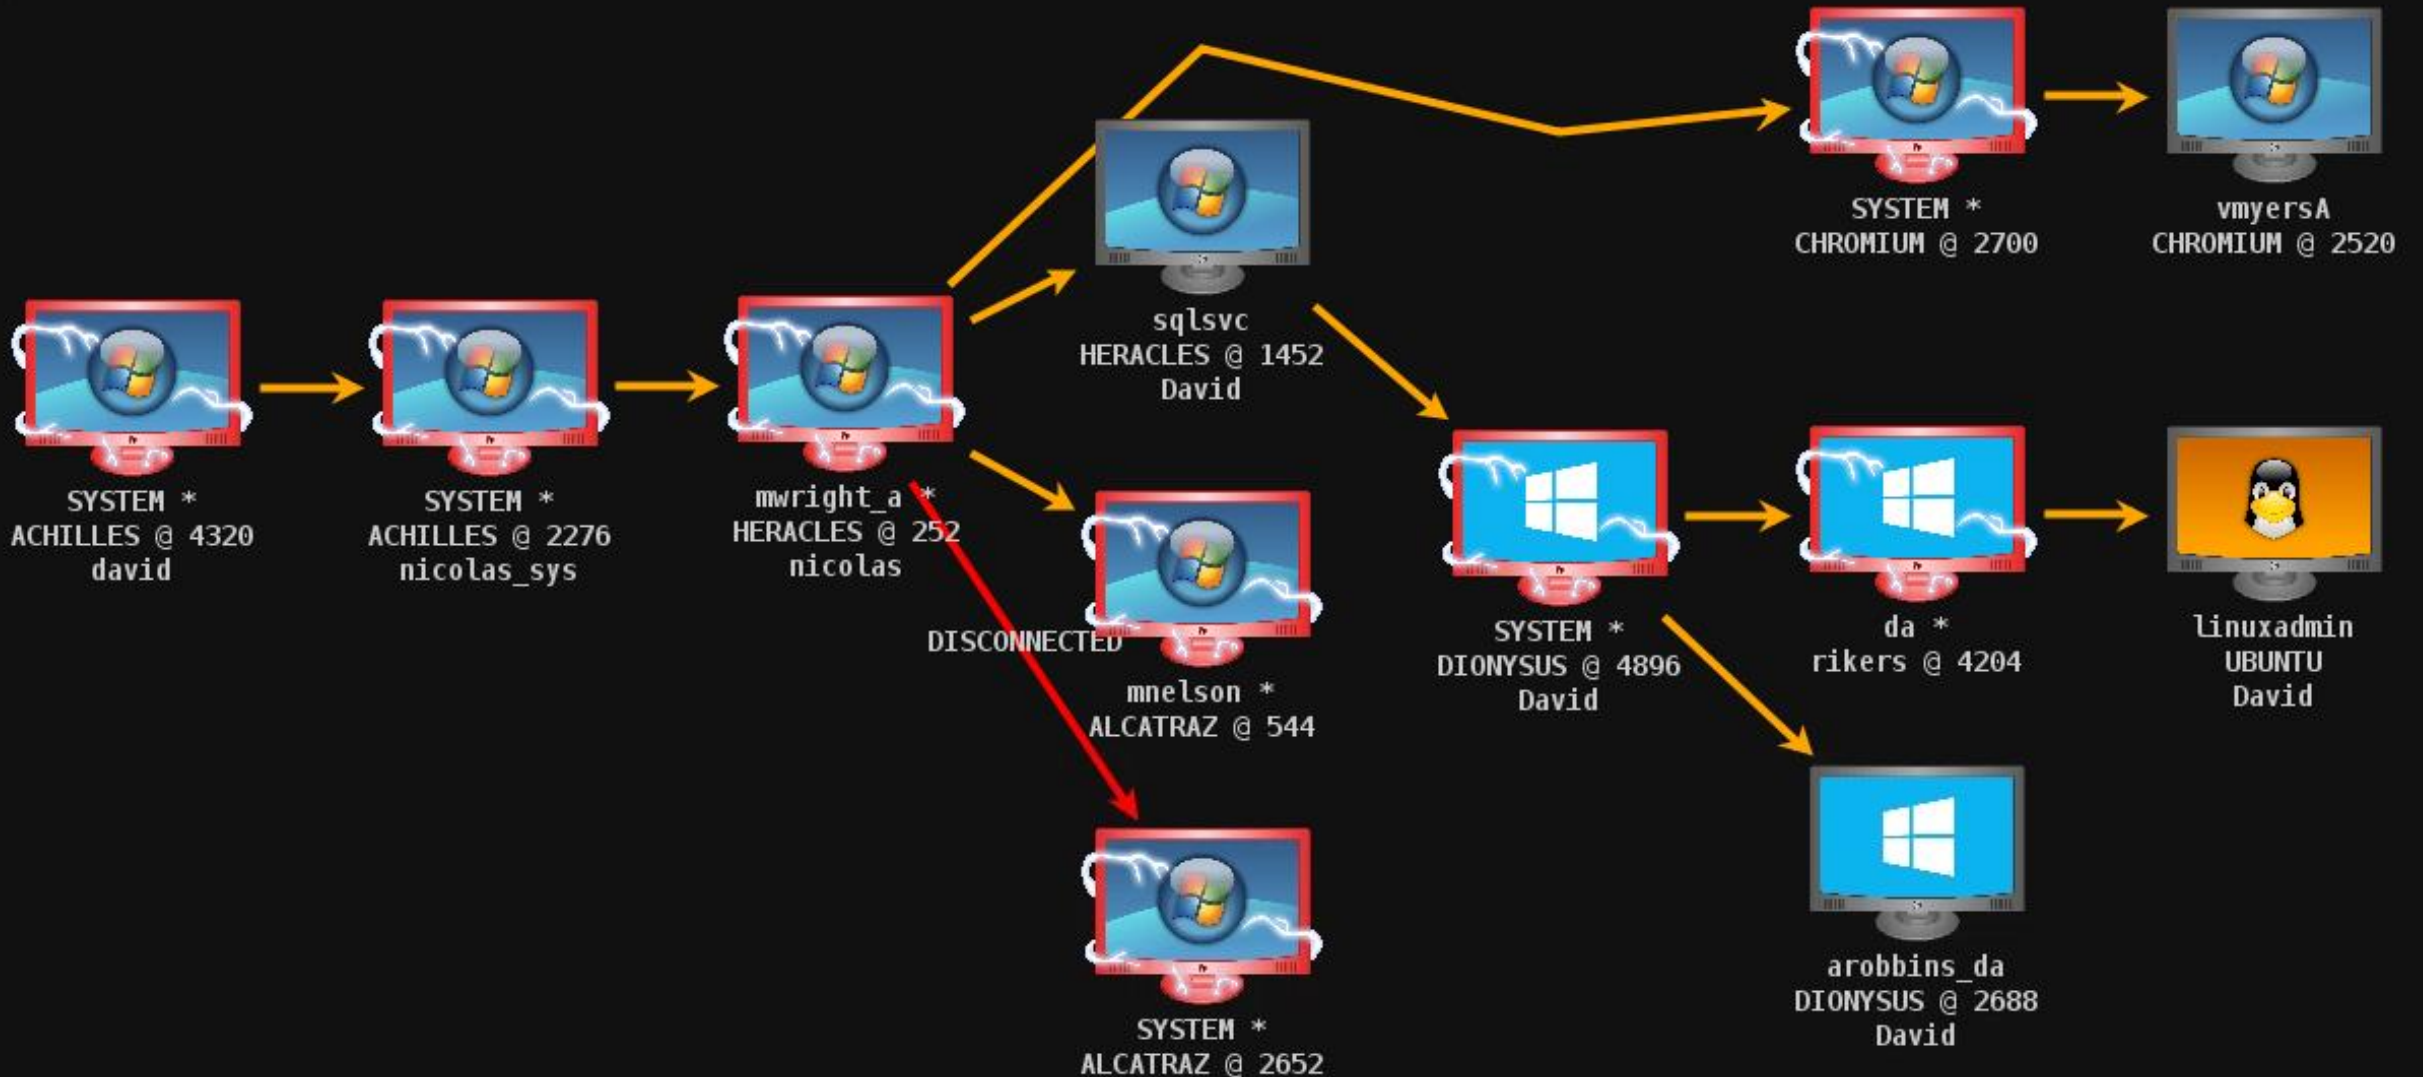 SYSTEM *
CHROMIUM @ 2700
vmyersA
CHROMIUM @ 2520
sqlsvc
HERACLES @ 1452
David
SYSTEM *
ACHILLES @ 4320
david
SYSTEM *
ACHILLES @ 2276
nicolas_sys
mwright_a *
HERACLES @ 252
nicolas
DISCONNECTED
mnelson *
ALCATRAZ @ 544
SYSTEM *
DIONYSUS @ 4896
David
da *
rikers @ 4204
linuxadmin
UBUNTU
David
arobbins_da
DIONYSUS @ 2688
David
SYSTEM *
ALCATRAZ @ 2652